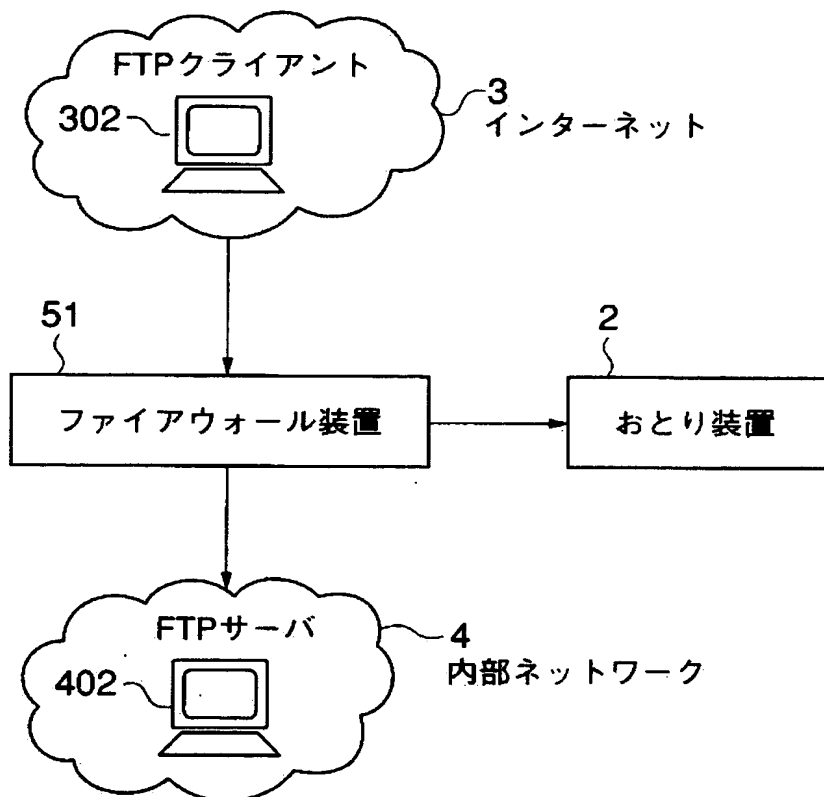 FTPクライアント
302
3
インターネット
51
2
ファイアウォール装置
おとり装置
FTPサーバ
4
内部ネットワーク
402